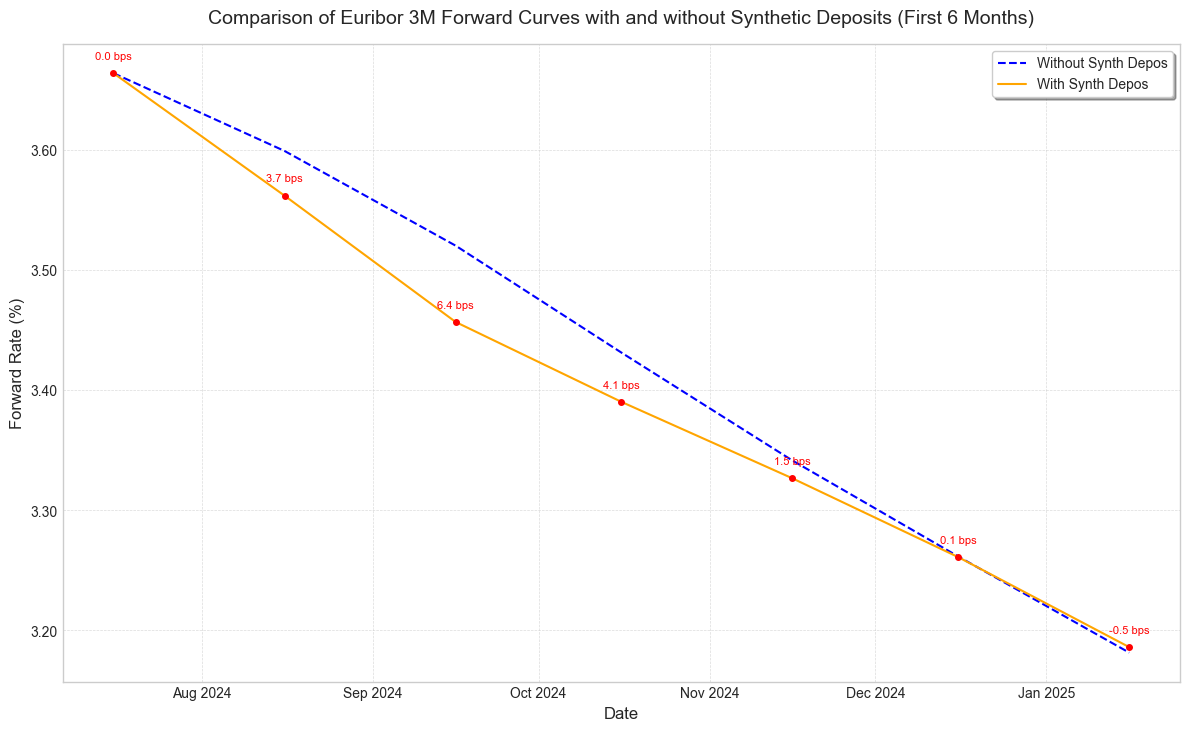 Comparison of Euribor 3M Forward Curves with and without Synthetic Deposits (First 6 Months)
Without Synth Depos
With Synth Depos
Forward Rate (%)
3.60
3.50
3.40
3.30
3.20
0.0 bps
3.7 bps
6.4 bps
4.1 bps
1.5 bps
0.1 bps
-0.5 bps
Aug 2024
Sep 2024
Oct 2024
Nov 2024
Dec 2024
Jan 2025
Date